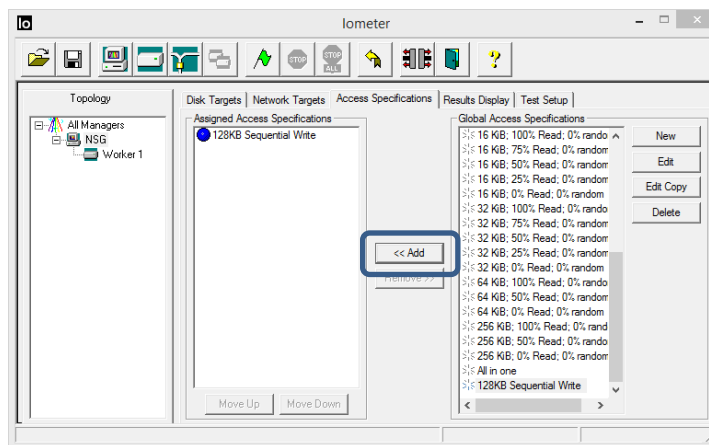 Io
Iometer
STOP
STOP
ALL
?
Topology
All Managers
NSG
Worker 1
Disk Targets
Network Targets
Access Specifications
Results Display
Test Setup
Assigned Access Specifications
128KB Sequential Write
<< Add
Remove >>
Move Up
Move Down
Global Access Specifications
16 KiB; 100% Read; 0% rando
16 KiB; 75% Read; 0% random
16 KiB; 50% Read; 0% random
16 KiB; 25% Read; 0% random
16 KiB; 0% Read; 0% random
32 KiB; 100% Read; 0% rando
32 KiB; 75% Read; 0% random
32 KiB; 50% Read; 0% random
32 KiB; 25% Read; 0% random
32 KiB; 0% Read; 0% random
64 KiB; 100% Read; 0% rando
64 KiB; 50% Read; 0% random
64 KiB; 0% Read; 0% random
256 KiB; 100% Read; 0% rand
256 KiB; 50% Read; 0% rando
256 KiB; 0% Read; 0% random
All in one
128KB Sequential Write
New
Edit
Edit Copy
Delete